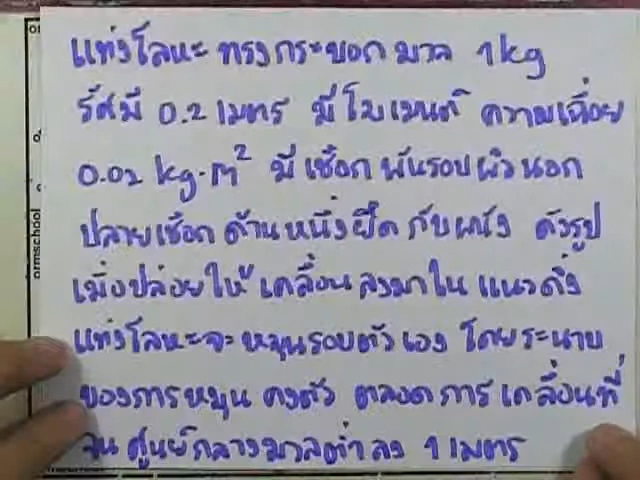 แท่งโลหะทรงกระบอก มวล 1 kg
รัศมี 0.2 เมตร มีโมเมนต์ ความเฉื่อย
0.02 kg·m² มีเชือกพันรอบผิวนอก
ปลายเชือกด้านหนึ่งยึดกับผนัง ดังรูป
เมื่อปล่อยให้เคลื่อนลงมาในแนวดิ่ง
แท่งโลหะจะหมุนรอบตัวเอง โดยระนาบ
ของการหมุน คงตัว ตลอดการเคลื่อนที่
จนศูนย์กลางมวลต่ำลง 1 เมตร
ormschool